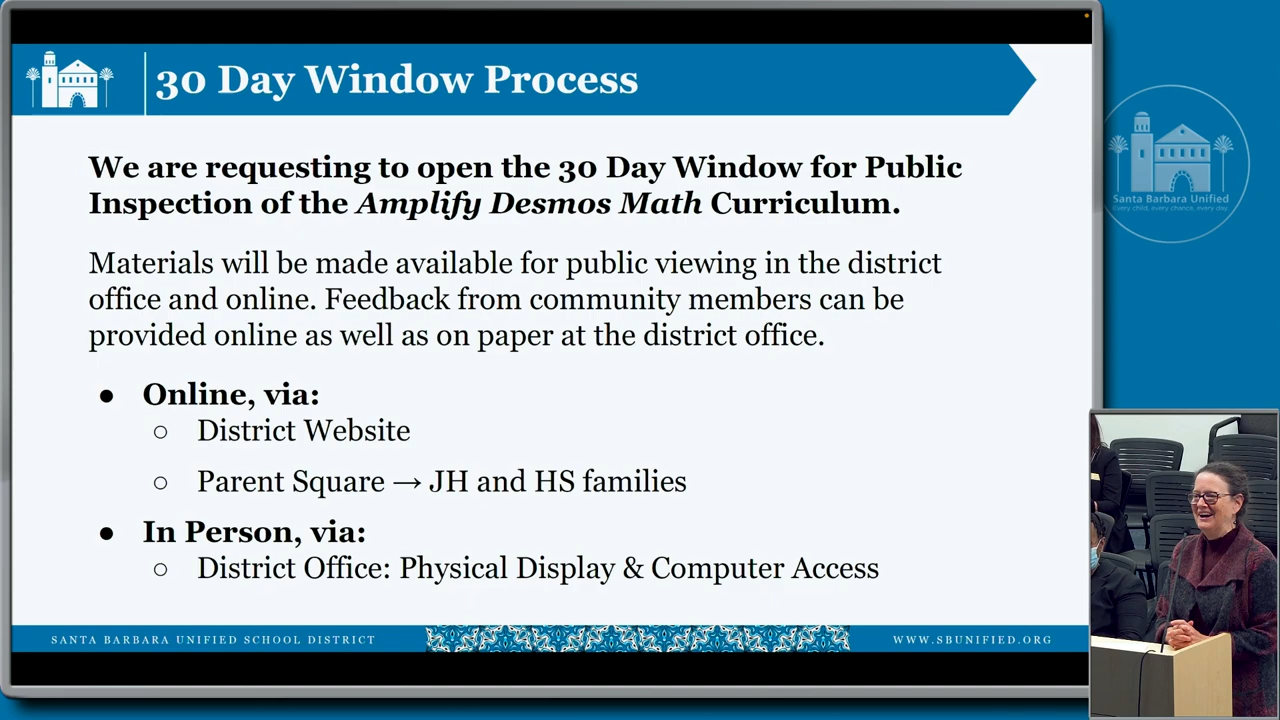 30 Day Window Process
We are requesting to open the 30 Day Window for Public
Inspection of the Amplify Desmos Math Curriculum.
Materials will be made available for public viewing in the district
office and online. Feedback from community members can be
provided online as well as on paper at the district office.
● Online, via:
○ District Website
○ Parent Square → JH and HS families
● In Person, via:
○ District Office: Physical Display & Computer Access
SANTA BARBARA UNIFIED SCHOOL DISTRICT
WWW.SBUNIFIED.ORG
Santa Barbara Unified
Every child, every chance, every day.